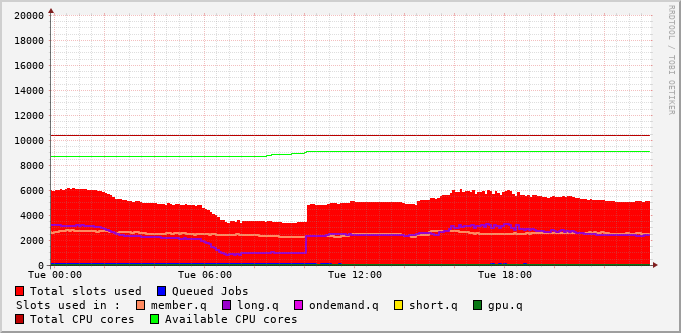 RRDTOOL / TOBI OETIKER
20000
18000
16000
14000
12000
10000
8000
6000
4000
2000
0
Tue 00:00 Tue 06:00 Tue 12:00 Tue 18:00
Total slots used Queued Jobs
Slots used in : member.q long.q ondemand.q short.q gpu.q
Total CPU cores Available CPU cores